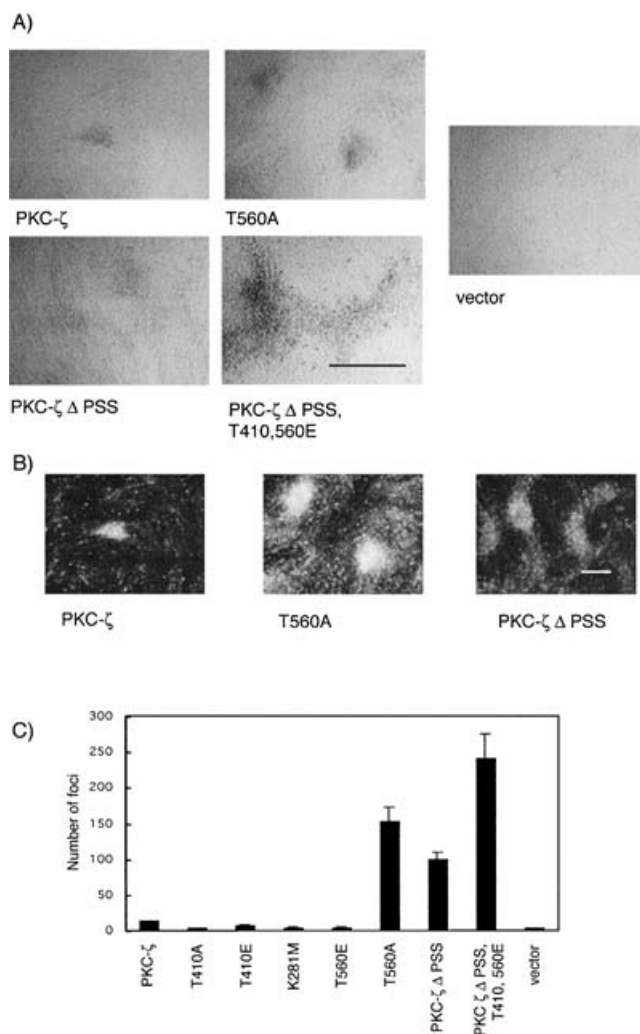 A)
PKC-ζ
T560A
vector
PKC-ζ Δ PSS
PKC-ζ Δ PSS,
T410,560E
B)
PKC-ζ
T560A
PKC-ζ Δ PSS
C)
Number of foci
300
250
200
150
100
50
0
PKC-ζ
T410A
T410E
K281M
T560E
T560A
PKC-ζ Δ PSS
PKC ζ Δ PSS,
T410, 560E
vector